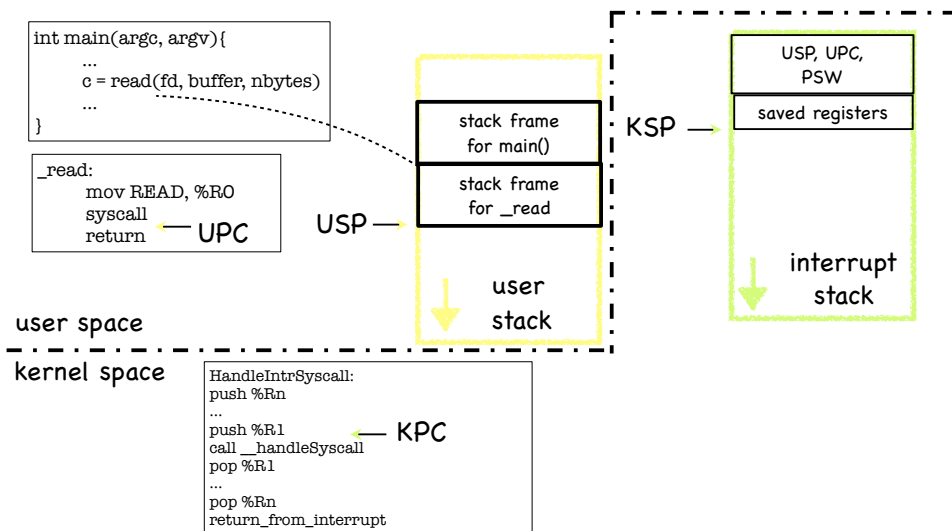 int main(argc, argv){
...
c = read(fd, buffer, nbytes)
...
}
_read:
mov READ, %R0
syscall
return
UPC
USP
stack frame
for main()
stack frame
for _read
user
stack
KSP
USP, UPC,
PSW
saved registers
interrupt
stack
user space
kernel space
HandleIntrSyscall:
push %Rn
...
push %R1
call __handleSyscall
pop %R1
...
pop %Rn
return_from_interrupt
KPC